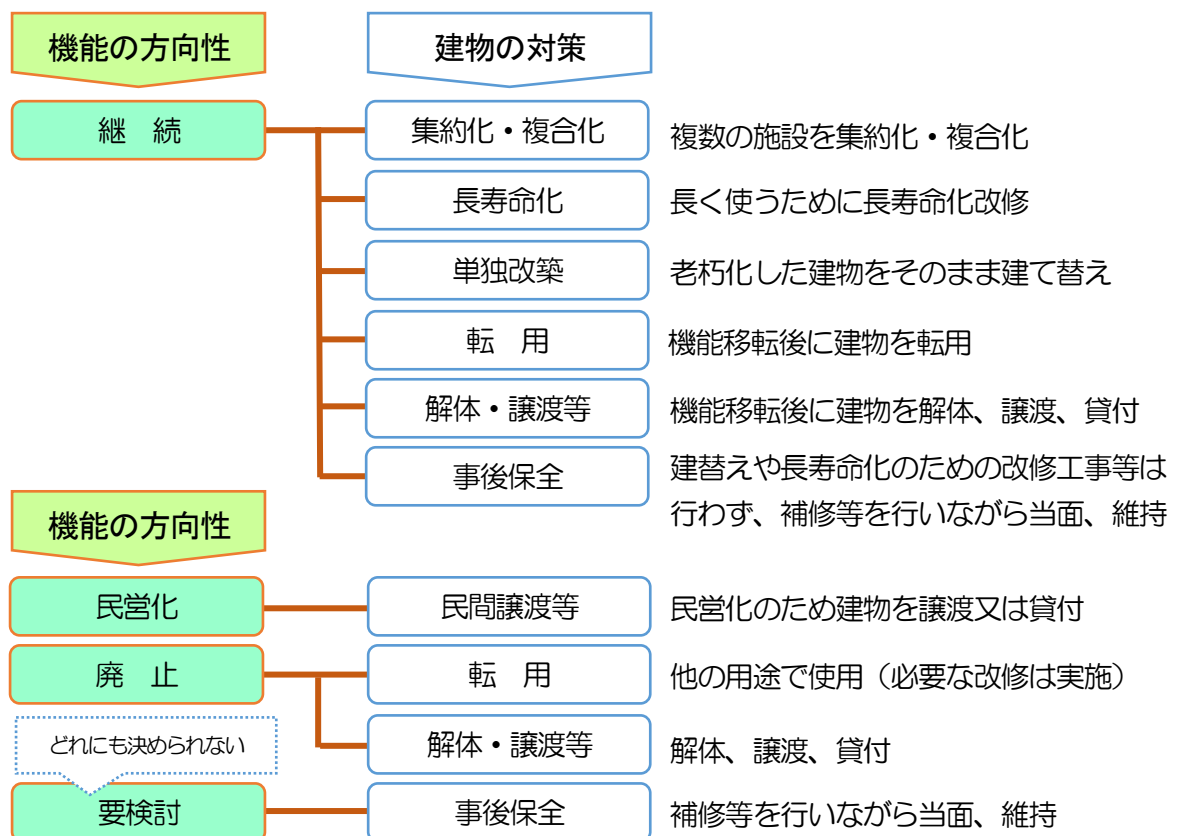 機能の方向性
建物の対策
継　続
集約化・複合化
複数の施設を集約化・複合化
長寿命化
長く使うために長寿命化改修
単独改築
老朽化した建物をそのまま建て替え
転　用
機能移転後に建物を転用
解体・譲渡等
機能移転後に建物を解体、譲渡、貸付
事後保全
建替えや長寿命化のための改修工事等は
行わず、補修等を行いながら当面、維持
機能の方向性
民営化
民間譲渡等
民営化のため建物を譲渡又は貸付
廃　止
転　用
他の用途で使用（必要な改修は実施）
解体・譲渡等
解体、譲渡、貸付
どれにも決められない
要検討
事後保全
補修等を行いながら当面、維持